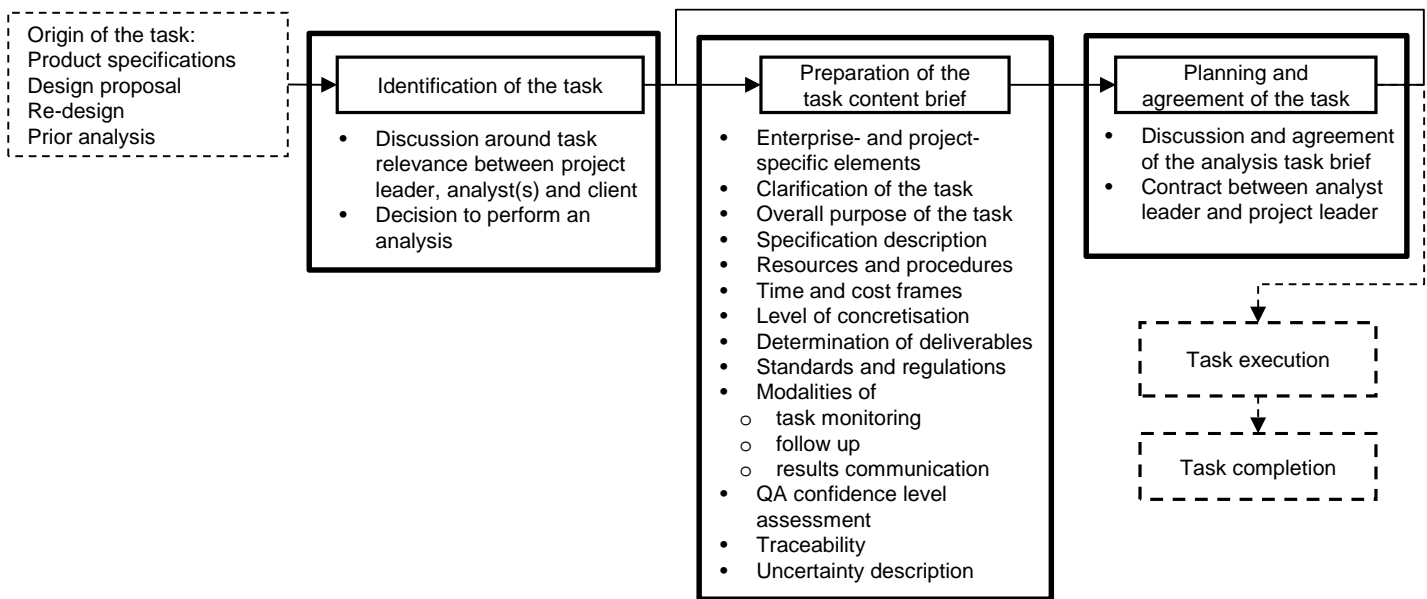 Origin of the task:
Product specifications
Design proposal
Re-design
Prior analysis
Identification of the task
• Discussion around task
relevance between project
leader, analyst(s) and client
• Decision to perform an
analysis
Preparation of the
task content brief
• Enterprise- and project-
specific elements
• Clarification of the task
• Overall purpose of the task
• Specification description
• Resources and procedures
• Time and cost frames
• Level of concretisation
• Determination of deliverables
• Standards and regulations
• Modalities of
o task monitoring
o follow up
o results communication
• QA confidence level
assessment
• Traceability
• Uncertainty description
Planning and
agreement of the task
• Discussion and agreement
of the analysis task brief
• Contract between analyst
leader and project leader
Task execution
Task completion